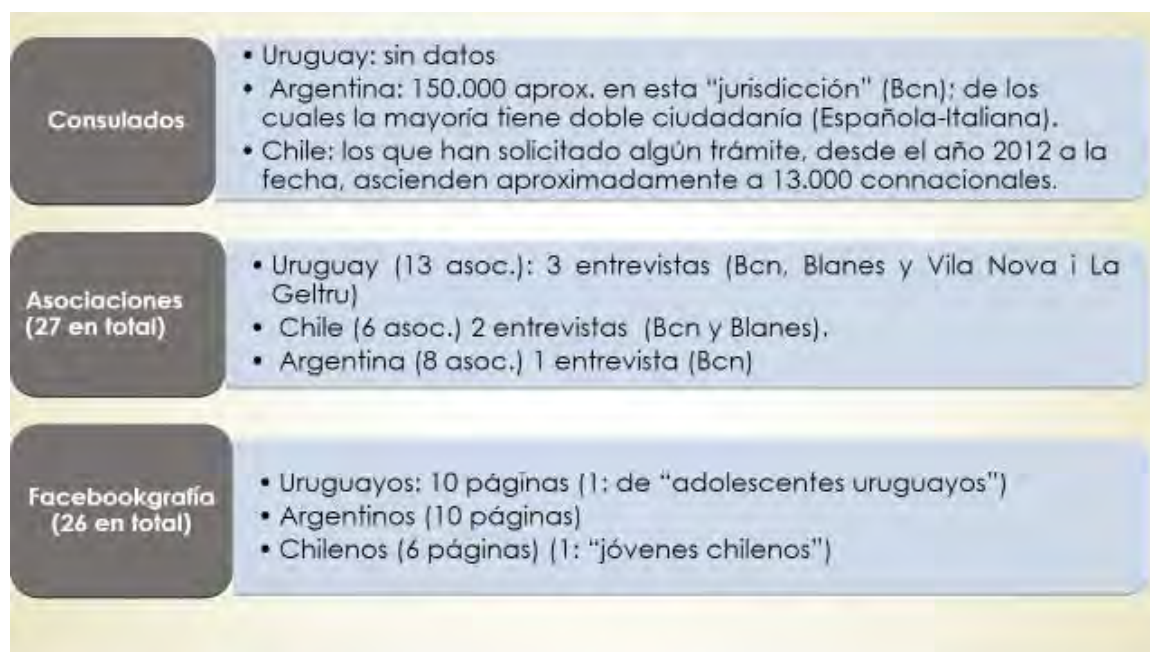 Consulados
• Uruguay: sin datos
• Argentina: 150.000 aprox. en esta “jurisdicción” (Bcn); de los
cuales la mayoría tiene doble ciudadanía (Española-Italiana).
• Chile: los que han solicitado algún trámite, desde el año 2012 a la
fecha, ascienden aproximadamente a 13.000 connacionales.
Asociaciones
(27 en total)
• Uruguay (13 asoc.): 3 entrevistas (Bcn, Blanes y Vila Nova i La
Geltru)
• Chile (6 asoc.) 2 entrevistas (Bcn y Blanes).
• Argentina (8 asoc.) 1 entrevista (Bcn)
Facebookgrafía
(26 en total)
• Uruguayos: 10 páginas (1: de “adolescentes uruguayos”)
• Argentinos (10 páginas)
• Chilenos (6 páginas) (1: “jóvenes chilenos”)